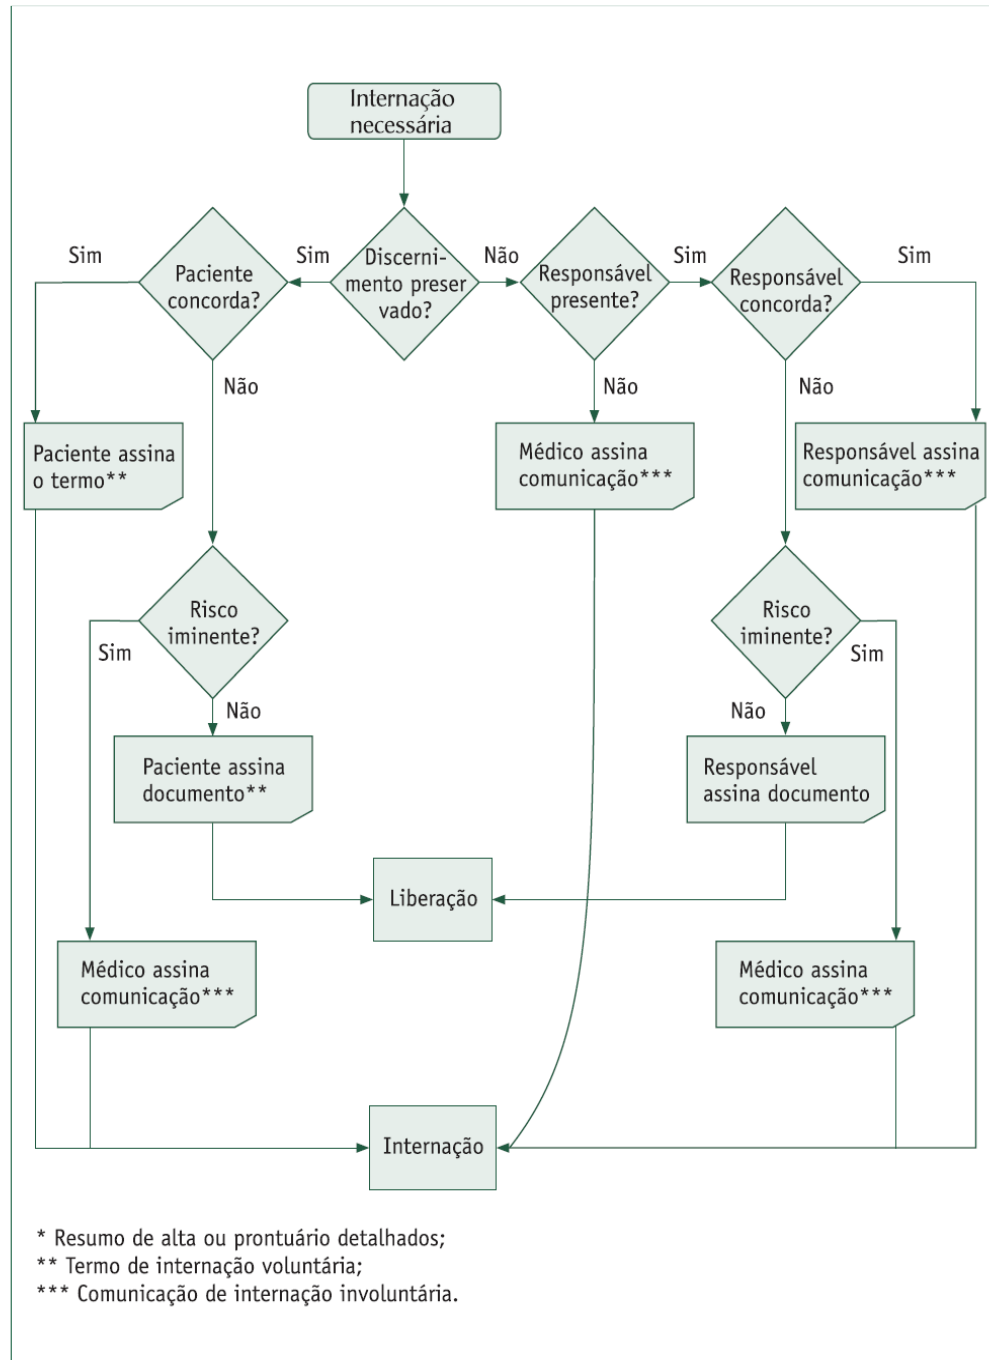 Internação
necessária
Sim
Paciente
concorda?
Sim
Discerni-
mento preser
vado?
Não
Responsável
presente?
Sim
Responsável
concorda?
Sim
Não
Não
Não
Paciente assina
o termo**
Médico assina
comunicação***
Responsável assina
comunicação***
Risco
iminente?
Sim
Não
Risco
iminente?
Sim
Não
Paciente assina
documento**
Responsável
assina documento
Liberação
Médico assina
comunicação***
Médico assina
comunicação***
Internação
* Resumo de alta ou prontuário detalhados;
** Termo de internação voluntária;
*** Comunicação de internação involuntária.